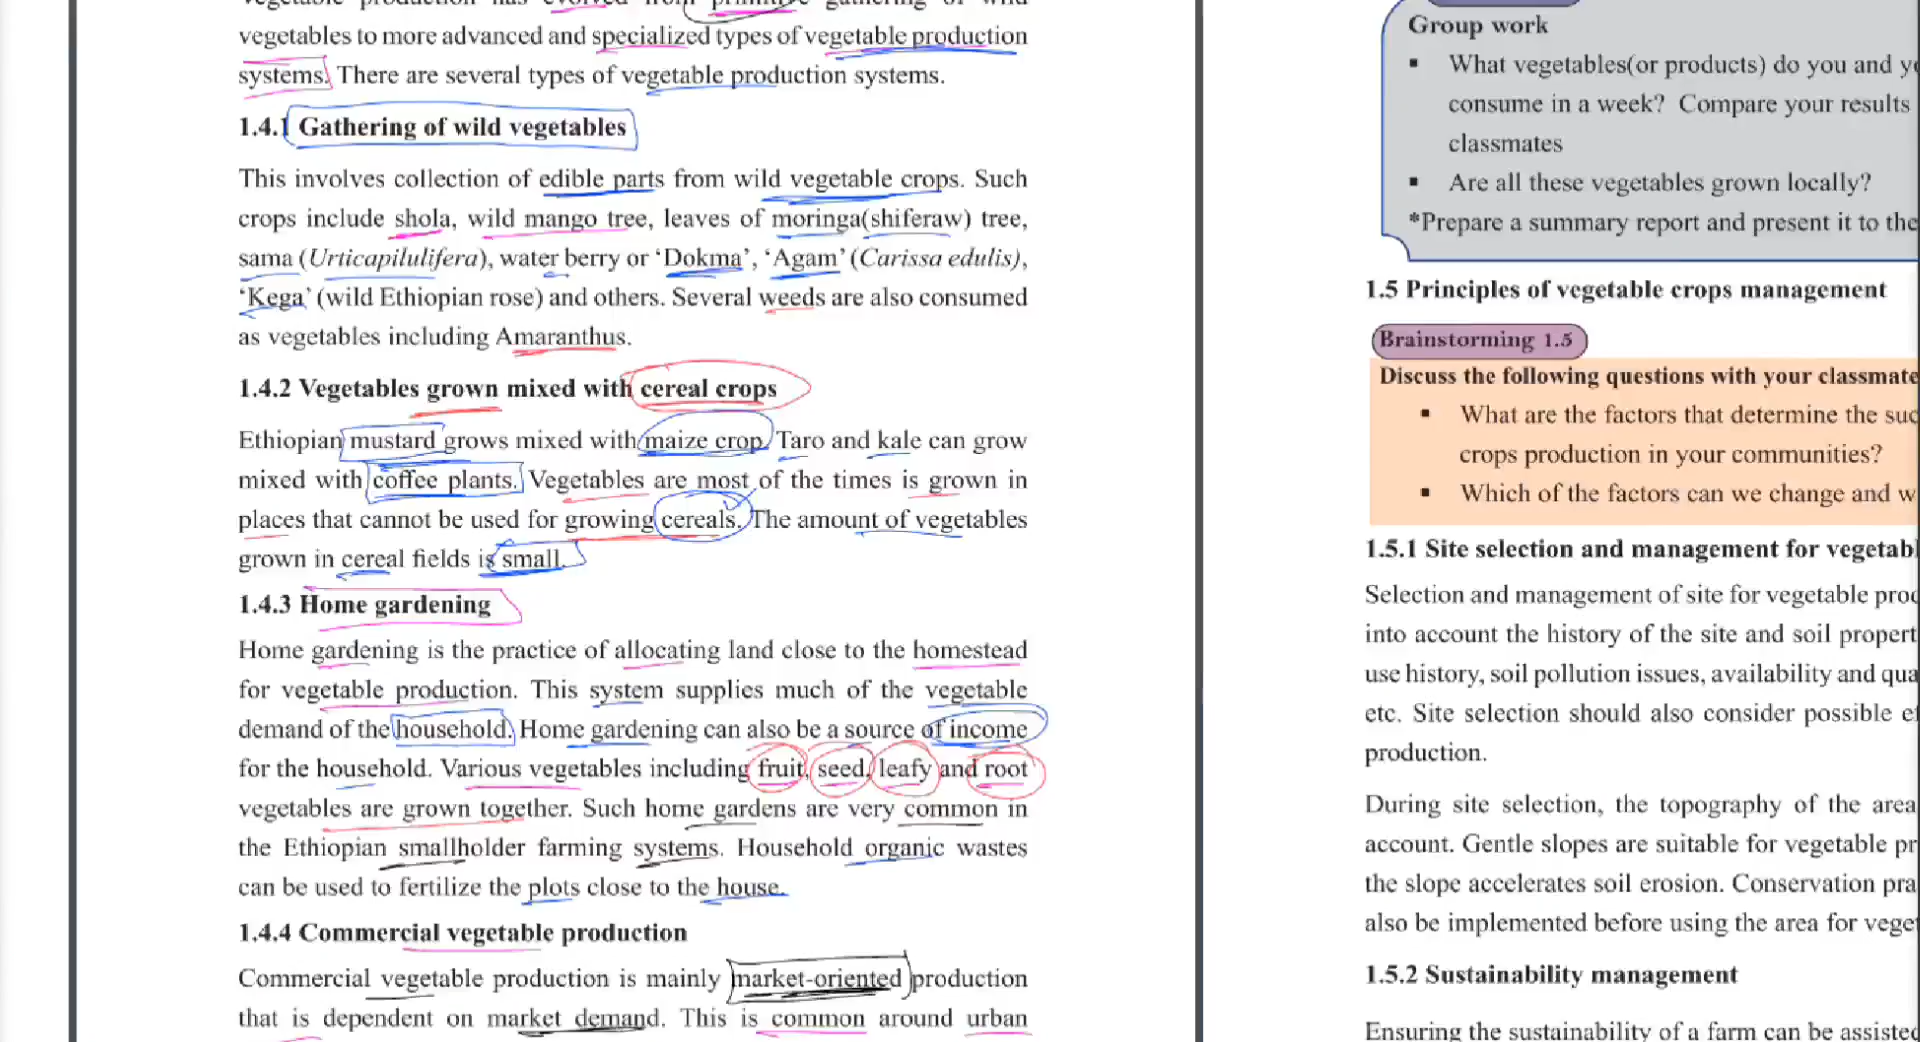 vegetable production has evolved from primitive gathering of wild
vegetables to more advanced and specialized types of vegetable production
systems. There are several types of vegetable production systems.
1.4.1 Gathering of wild vegetables
This involves collection of edible parts from wild vegetable crops. Such
crops include shola, wild mango tree, leaves of moringa(shiferaw) tree,
sama (Urticapilulifera), water berry or ‘Dokma’, ‘Agam’ (Carissa edulis),
‘Kega’ (wild Ethiopian rose) and others. Several weeds are also consumed
as vegetables including Amaranthus.
1.4.2 Vegetables grown mixed with cereal crops
Ethiopian mustard grows mixed with maize crop. Taro and kale can grow
mixed with coffee plants. Vegetables are most of the times is grown in
places that cannot be used for growing cereals. The amount of vegetables
grown in cereal fields is small.
1.4.3 Home gardening
Home gardening is the practice of allocating land close to the homestead
for vegetable production. This system supplies much of the vegetable
demand of the household. Home gardening can also be a source of income
for the household. Various vegetables including fruit, seed, leafy and root
vegetables are grown together. Such home gardens are very common in
the Ethiopian smallholder farming systems. Household organic wastes
can be used to fertilize the plots close to the house.
1.4.4 Commercial vegetable production
Commercial vegetable production is mainly market-oriented production
that is dependent on market demand. This is common around urban
Group work
▪ What vegetables(or products) do you and yo
consume in a week? Compare your results
classmates
▪ Are all these vegetables grown locally?
*Prepare a summary report and present it to the
1.5 Principles of vegetable crops management
Brainstorming 1.5
Discuss the following questions with your classmate
▪ What are the factors that determine the suc
crops production in your communities?
▪ Which of the factors can we change and w
1.5.1 Site selection and management for vegetab
Selection and management of site for vegetable proc
into account the history of the site and soil propert
use history, soil pollution issues, availability and qua
etc. Site selection should also consider possible ef
production.
During site selection, the topography of the area
account. Gentle slopes are suitable for vegetable pr
the slope accelerates soil erosion. Conservation pra
also be implemented before using the area for veget
1.5.2 Sustainability management
Ensuring the sustainability of a farm can be assisted